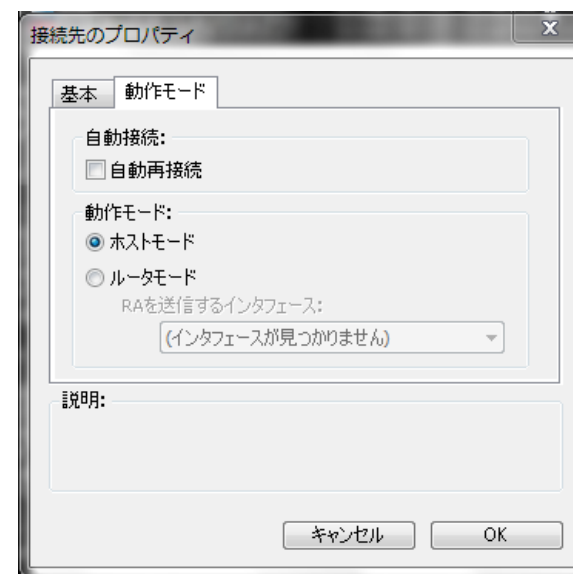 接続先のプロパティ
x
基本 動作モード
自動接続:
自動再接続
動作モード:
ホストモード
ルータモード
RAを送信するインタフェース:
(インタフェースが見つかりません)
説明:
キャンセル OK